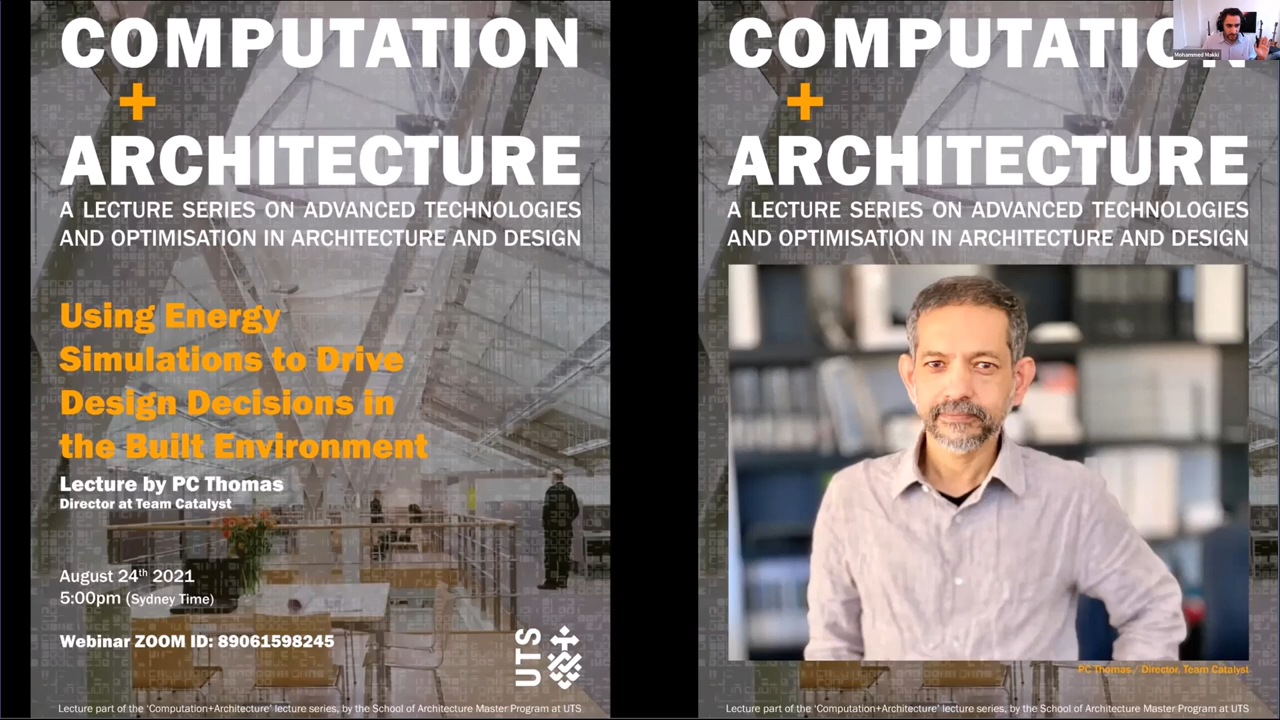 COMPUTATION
+
ARCHITECTURE
A LECTURE SERIES ON ADVANCED TECHNOLOGIES
AND OPTIMISATION IN ARCHITECTURE AND DESIGN
Using Energy
Simulations to Drive
Design Decisions in
the Built Environment
Lecture by PC Thomas
Director at Team Catalyst
August 24th 2021
5:00pm (Sydney Time)
Webinar ZOOM ID: 89061598245
UTS
Lecture part of the 'Computation+Architecture' lecture series, by the School of Architecture Master Program at UTS
COMPUTATION
+
ARCHITECTURE
A LECTURE SERIES ON ADVANCED TECHNOLOGIES
AND OPTIMISATION IN ARCHITECTURE AND DESIGN
PC Thomas / Director, Team Catalyst
Lecture part of the 'Computation+Architecture' lecture series, by the School of Architecture Master Program at UTS
Mohammed Makki